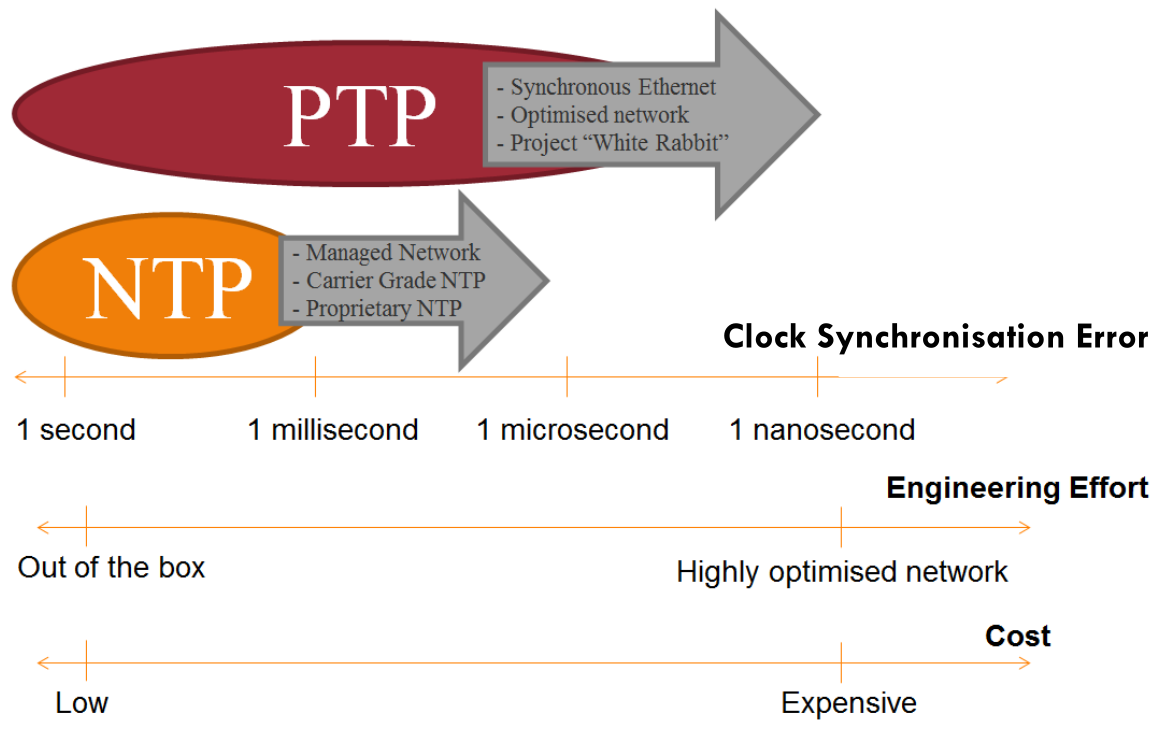 PTP
- Synchronous Ethernet
- Optimised network
- Project “White Rabbit”
NTP
- Managed Network
- Carrier Grade NTP
- Proprietary NTP
Clock Synchronisation Error
1 second 1 millisecond 1 microsecond 1 nanosecond
Engineering Effort
Out of the box Highly optimised network
Cost
Low Expensive